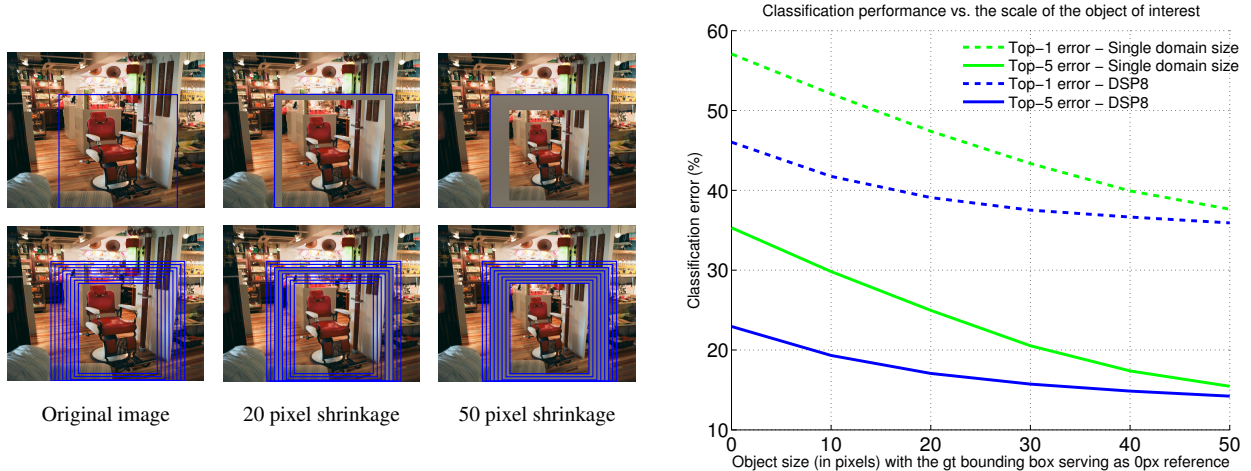 Original image
20 pixel shrinkage
50 pixel shrinkage
Classification performance vs. the scale of the object of interest
Top−1 error − Single domain size
Top−5 error − Single domain size
Top−1 error − DSP8
Top−5 error − DSP8
Classification error (%)
60
50
40
30
20
10
0 10 20 30 40 50
Object size (in pixels) with the gt bounding box serving as 0px reference